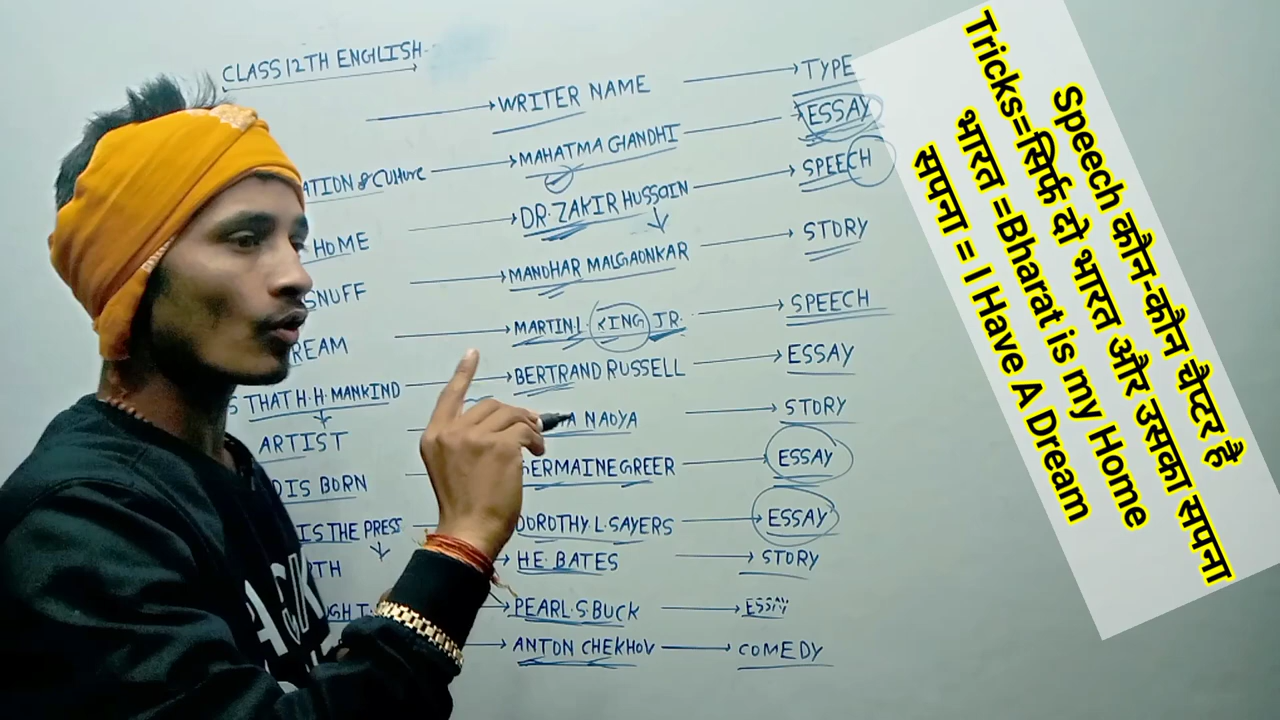 CLASS 12TH ENGLISH
WRITER NAME TYPE
MAHATMA GHANDHI ESSAY
ATION & CULTURE DR. ZAKIR HUSSAIN SPEECH
HOME MANOHAR MALGAONKAR STORY
SNUFF MARTIN L KING JR. SPEECH
REAM BERTRAND RUSSELL ESSAY
S THAT H.H. MANKIND NADYA STORY
ARTIST GERMAINE GREER ESSAY
D IS BORN DOROTHY L. SAYERS ESSAY
IS THE PRESS H.E. BATES STORY
RTH PEARL S BUCK ESSAY
GHT ANTON CHEKHOV COMEDY
Speech कौन-कौन चैप्टर है
Tricks=सिर्फ दो भारत और उसका सपना
भारत =Bharat is my Home
सपना = I Have A Dream